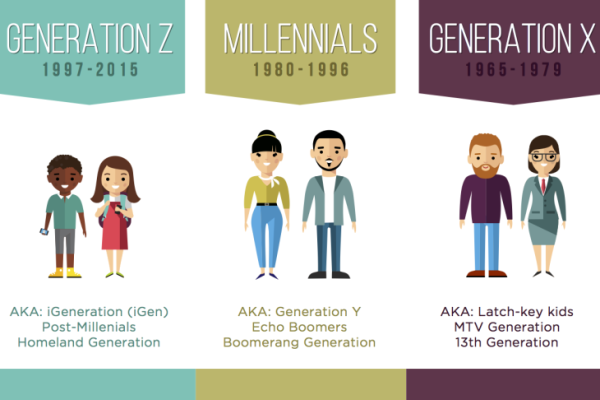 GENERATION Z
1997-2015
AKA: iGeneration (iGen)
Post-Millenials
Homeland Generation
MILLENNIALS
1980-1996
AKA: Generation Y
Echo Boomers
Boomerang Generation
GENERATION X
1965-1979
AKA: Latch-key kids
MTV Generation
13th Generation